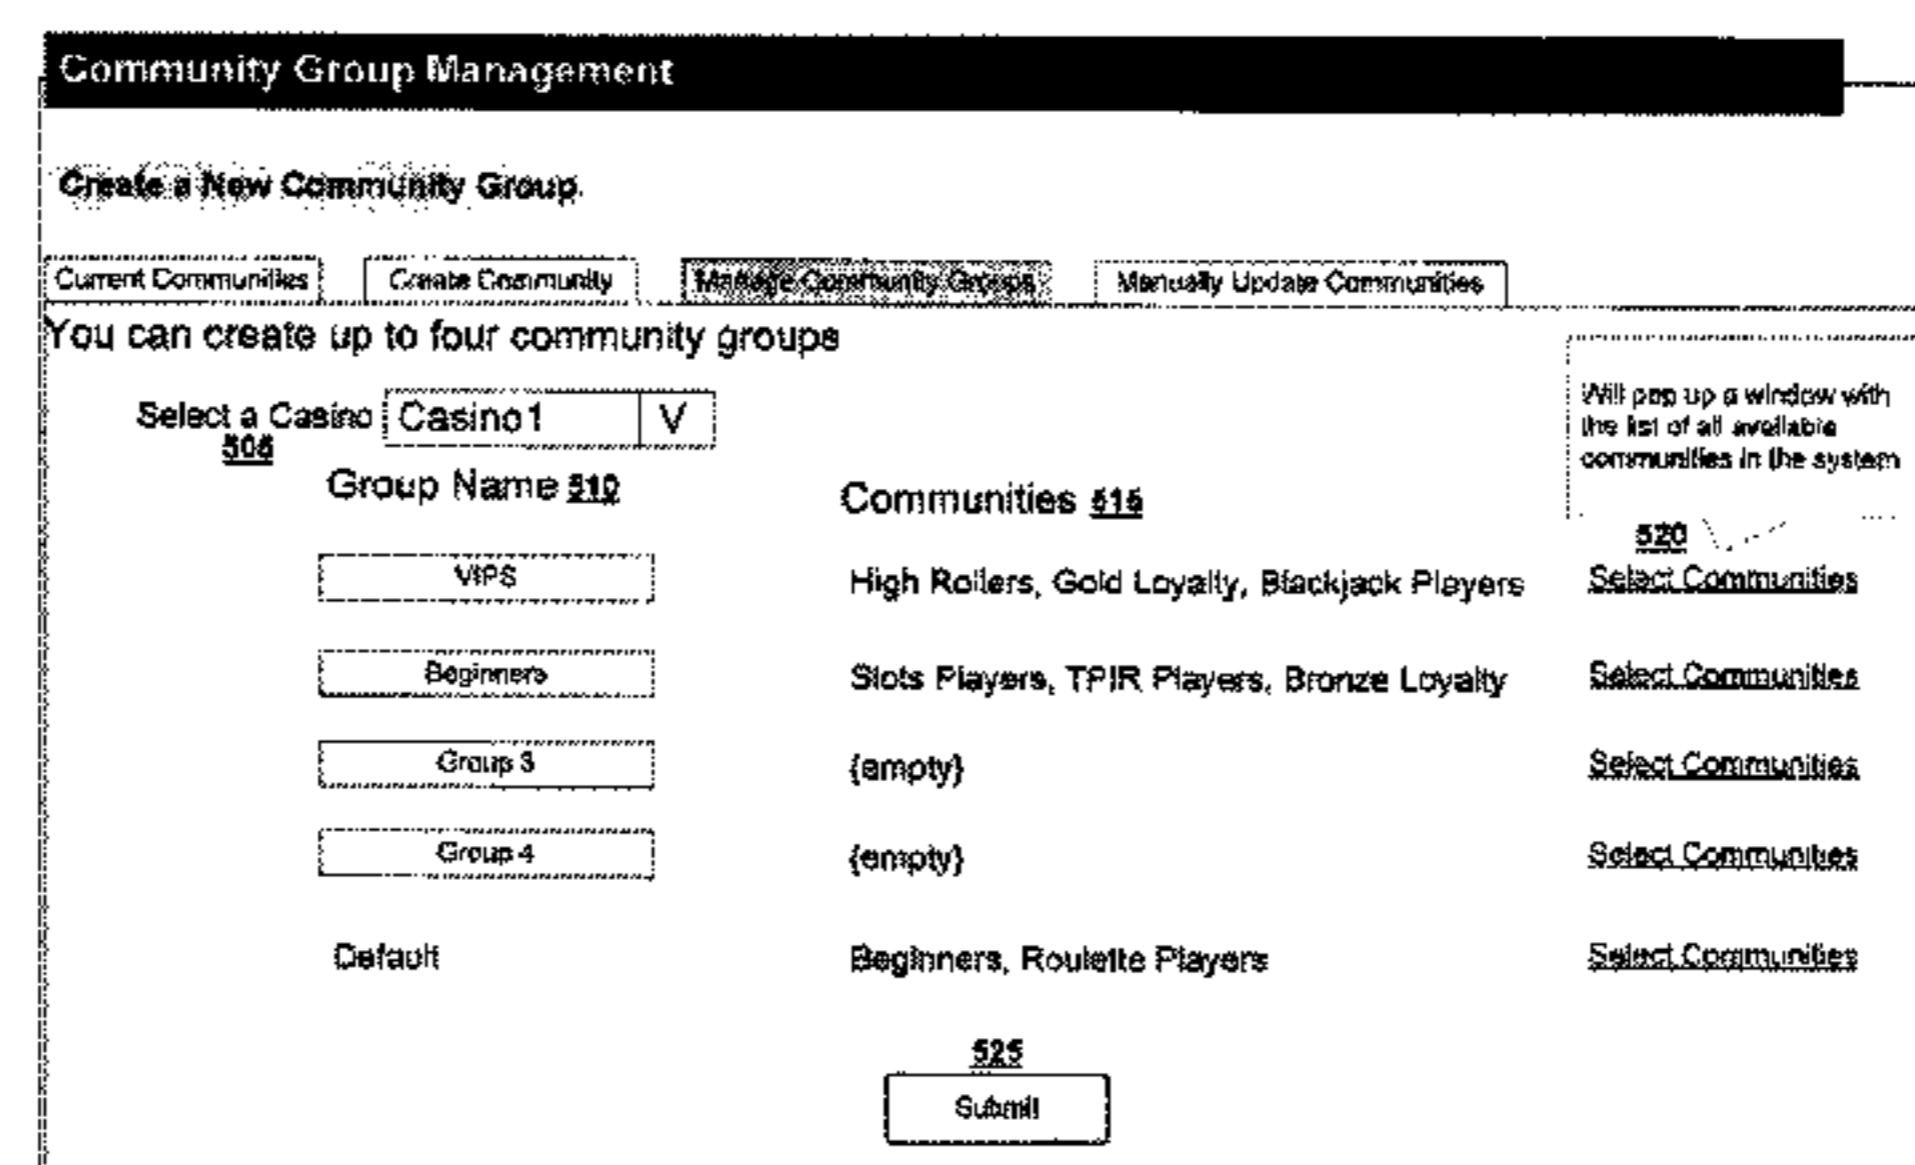 Community Group Management
Create a New Community Group.
Current Communities Create Community Manage Community Groups Manually Update Communities
You can create up to four community groups
Will pop up a window with
the list of all available
communities in the system
Select a Casino Casino1 V
505
Group Name 510 Communities 515
520
VIPS High Rollers, Gold Loyalty, Blackjack Players Select Communities
Beginners Slots Players, TPIR Players, Bronze Loyalty Select Communities
Group 3 {empty} Select Communities
Group 4 {empty} Select Communities
Default Beginners, Roulette Players Select Communities
525
Submit